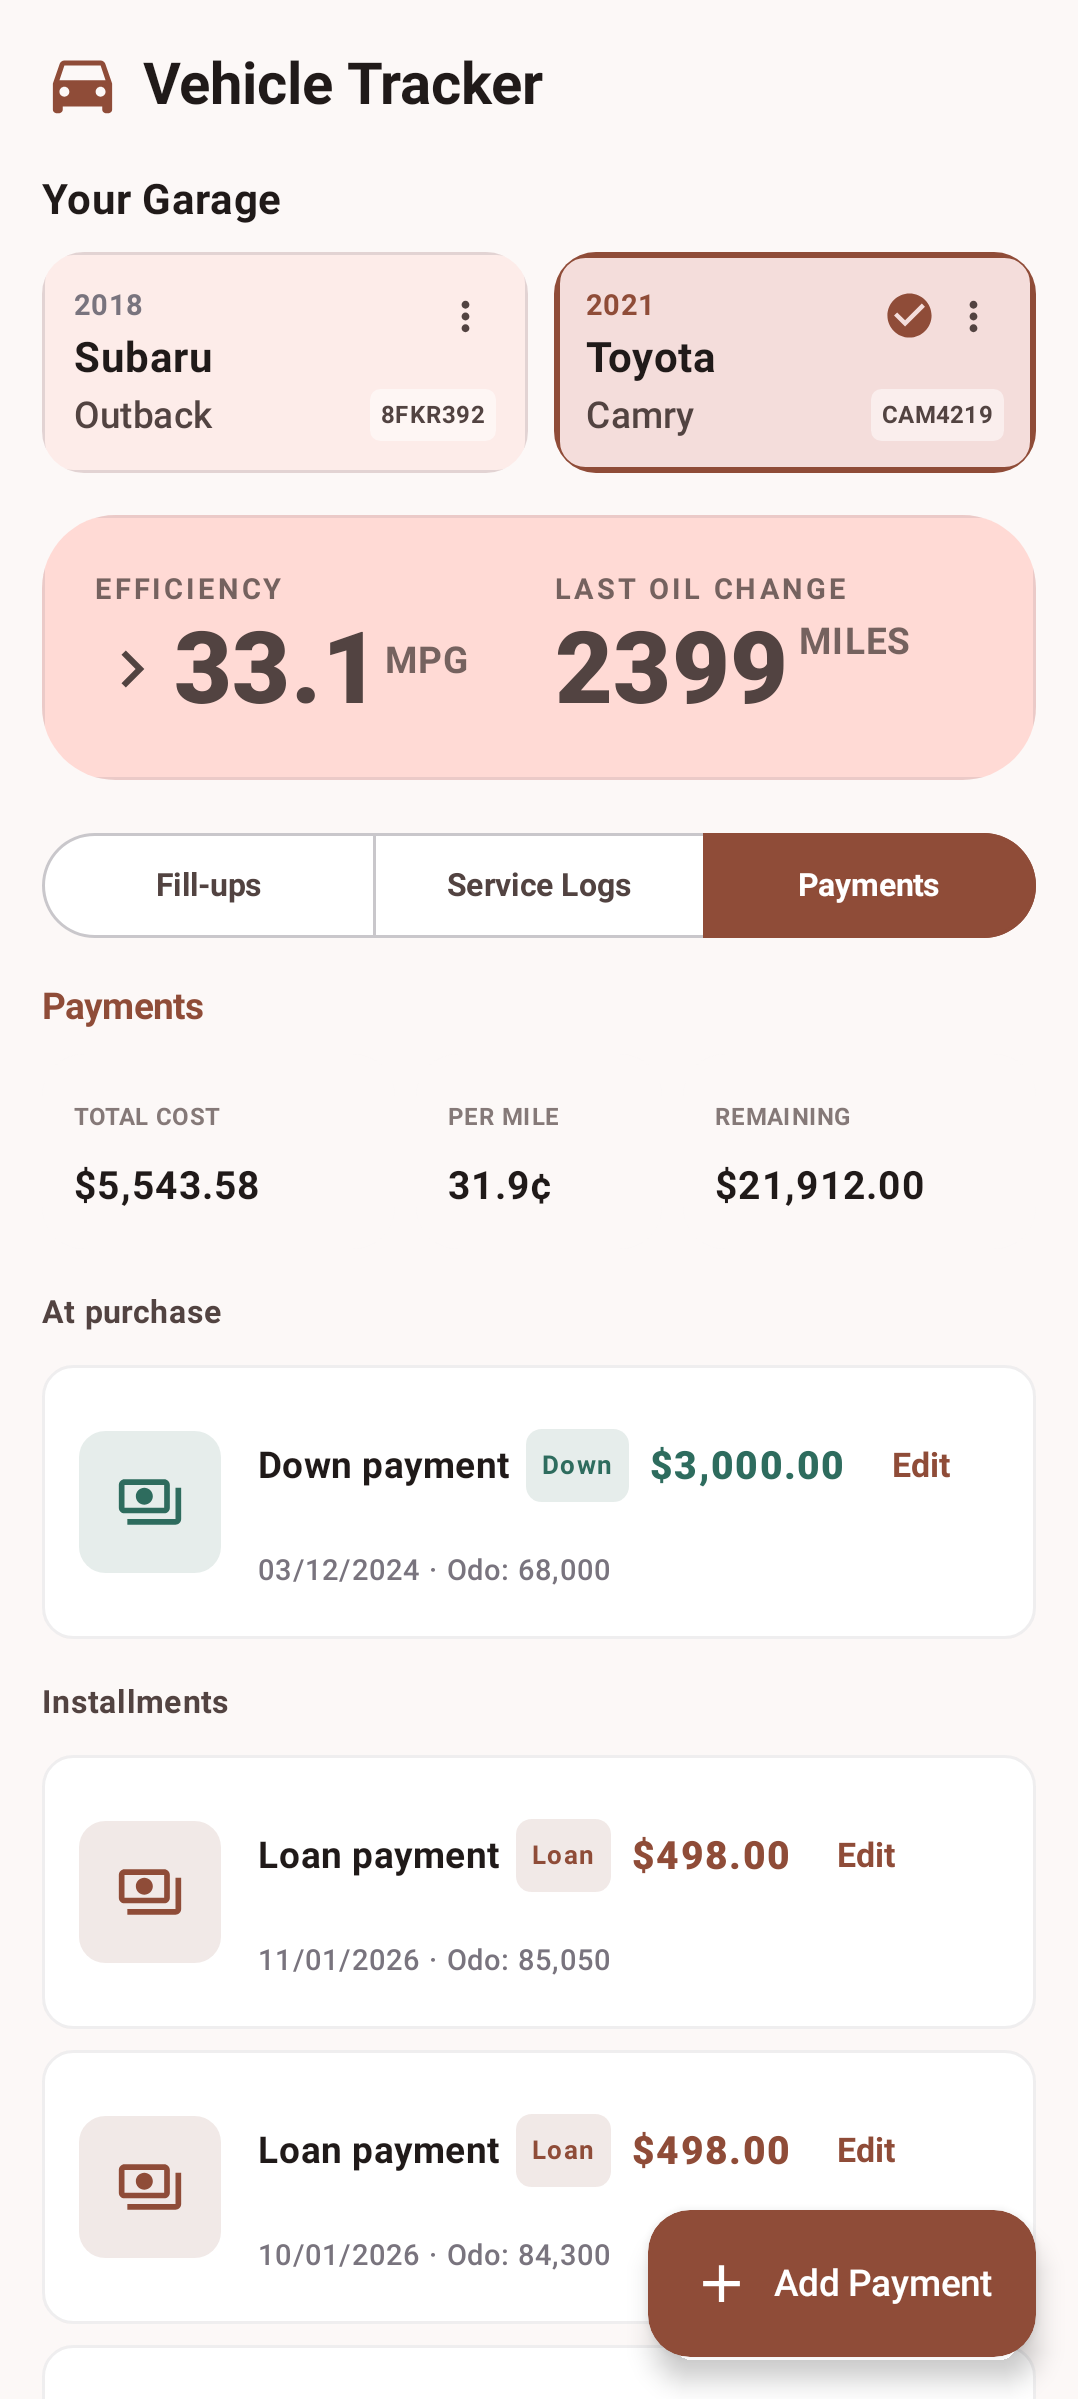 Vehicle Tracker
Your Garage
2018
Subaru
Outback
8FKR392
2021
Toyota
Camry
CAM4219
EFFICIENCY
33.1 MPG
LAST OIL CHANGE
2399 MILES
Fill-ups
Service Logs
Payments
Payments
TOTAL COST
$5,543.58
PER MILE
31.9¢
REMAINING
$21,912.00
At purchase
Down payment Down $3,000.00 Edit
03/12/2024 · Odo: 68,000
Installments
Loan payment Loan $498.00 Edit
11/01/2026 · Odo: 85,050
Loan payment Loan $498.00 Edit
10/01/2026 · Odo: 84,300
Add Payment